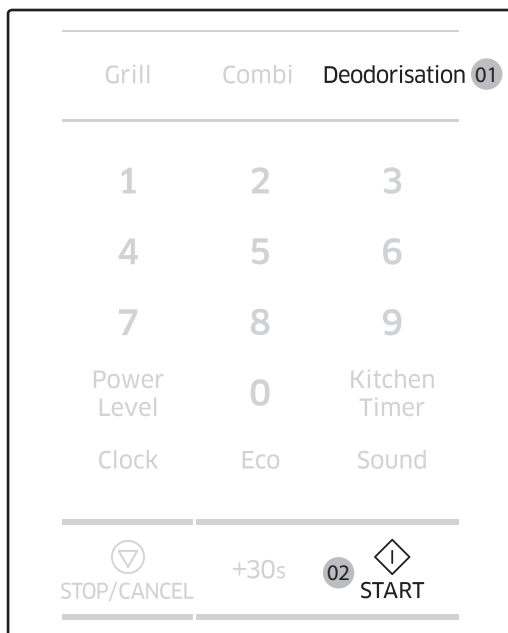 Grill Combi Deodorisation 01
1 2 3
4 5 6
7 8 9
Power Level 0 Kitchen Timer
Clock Eco Sound
STOP/CANCEL +30s 02 START